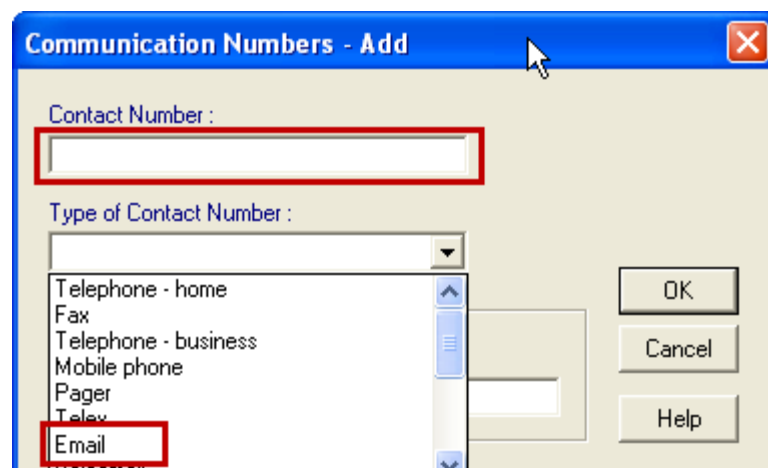 Communication Numbers - Add
Contact Number :
Type of Contact Number :
Telephone - home
Fax
Telephone - business
Mobile phone
Pager
Telex
Email
OK
Cancel
Help